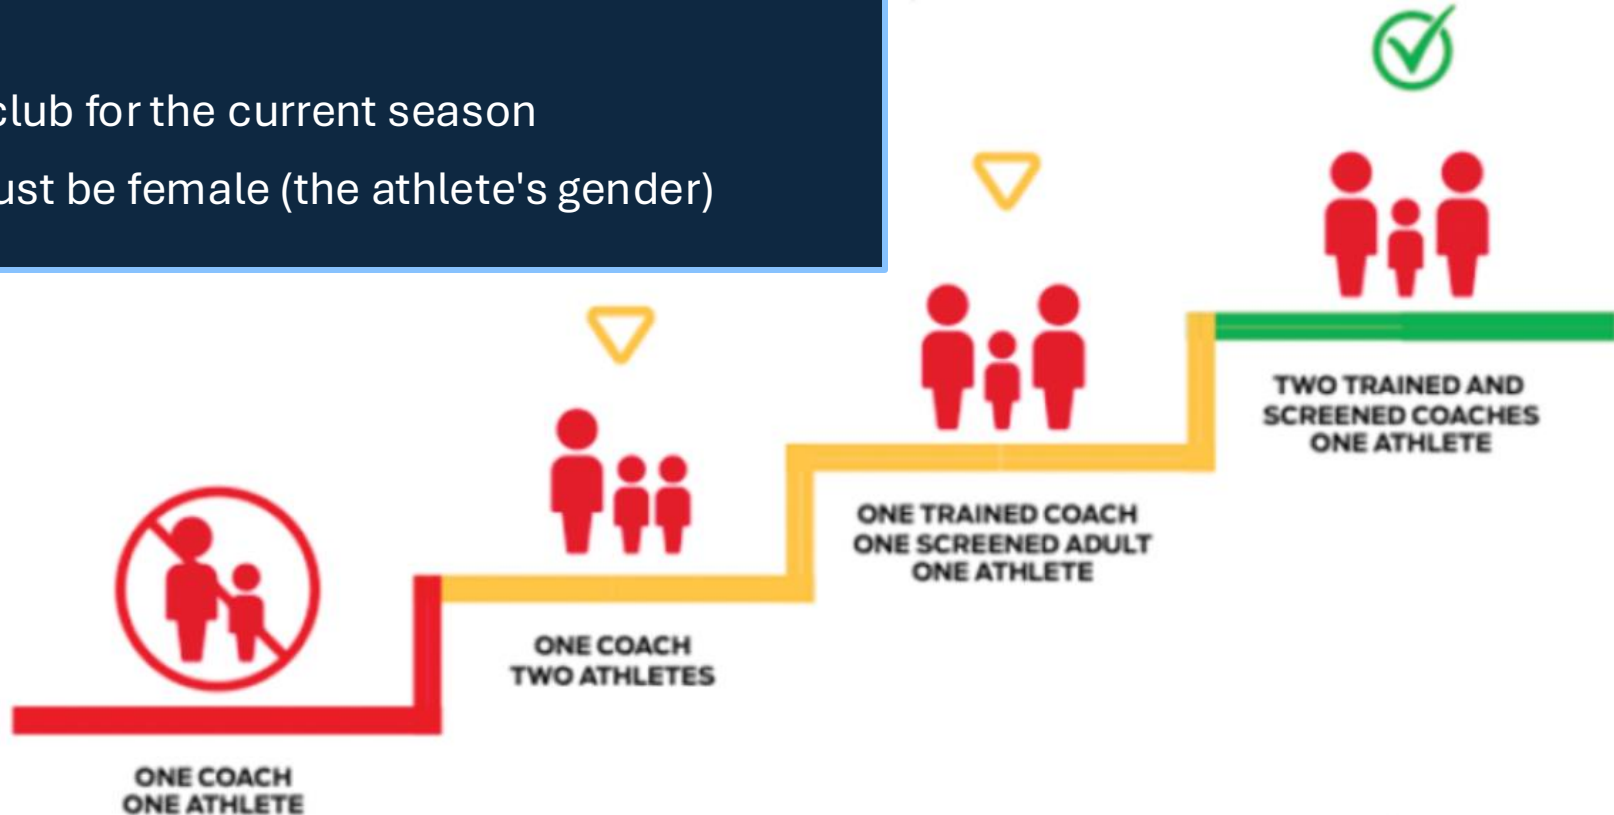 club for the current season
ust be female (the athlete's gender)
TWO TRAINED AND
SCREENED COACHES
ONE ATHLETE
ONE TRAINED COACH
ONE SCREENED ADULT
ONE ATHLETE
ONE COACH
TWO ATHLETES
ONE COACH
ONE ATHLETE